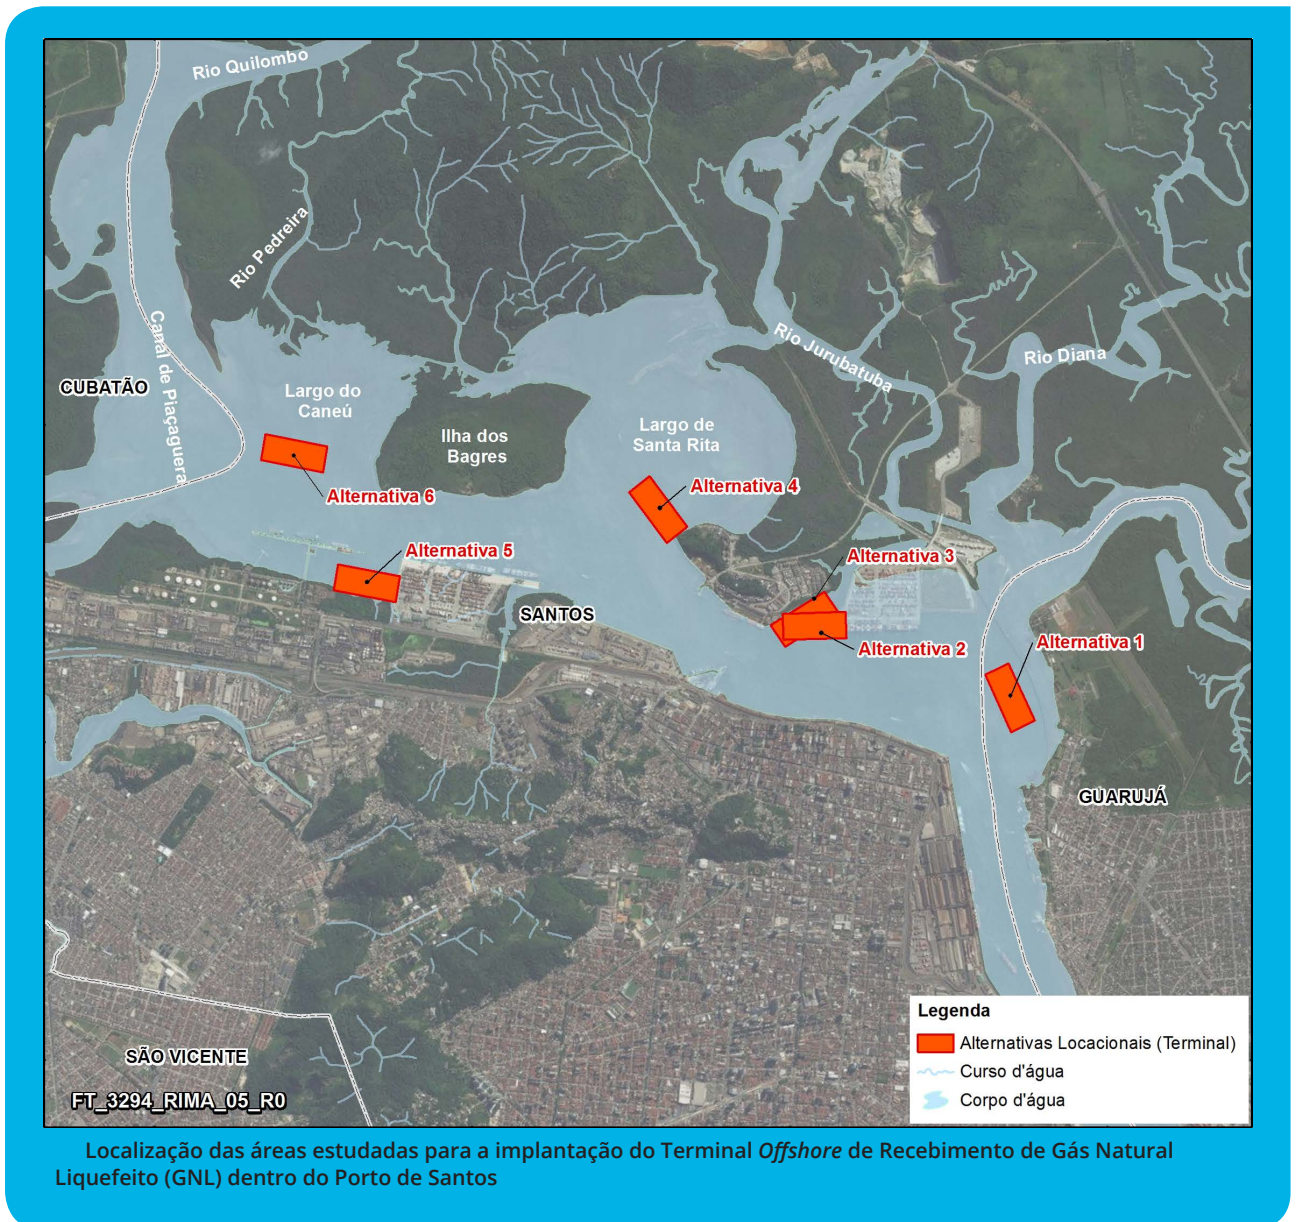 Rio Quilombo
Rio Pedreira
Canal de Piaçaguera
CUBATÃO
Largo do
Caneú
Ilha dos
Bagres
Largo de
Santa Rita
Rio Jurubatuba
Rio Diana
Alternativa 6
Alternativa 4
Alternativa 5
Alternativa 3
SANTOS
Alternativa 2
Alternativa 1
GUARUJÁ
SÃO VICENTE
FT_3294_RIMA_05_R0
Legenda
Alternativas Locacionais (Terminal)
Curso d'água
Corpo d'água
Localização das áreas estudadas para a implantação do Terminal Offshore de Recebimento de Gás Natural
Liquefeito (GNL) dentro do Porto de Santos